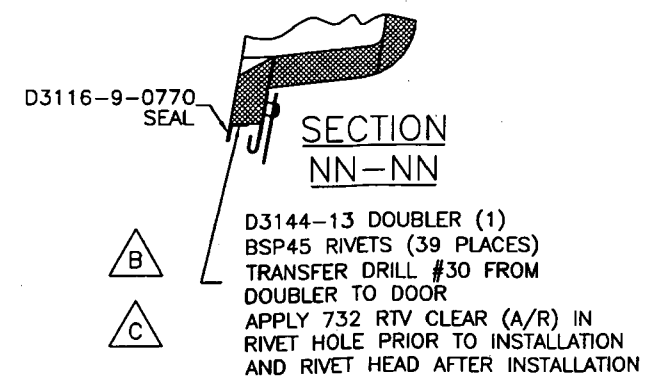 D3116-9-0770
SEAL
SECTION
NN-NN
D3144-13 DOUBLER (1)
BSP45 RIVETS (39 PLACES)
B
TRANSFER DRILL #30 FROM
DOUBLER TO DOOR
C
APPLY 732 RTV CLEAR (A/R) IN
RIVET HOLE PRIOR TO INSTALLATION
AND RIVET HEAD AFTER INSTALLATION